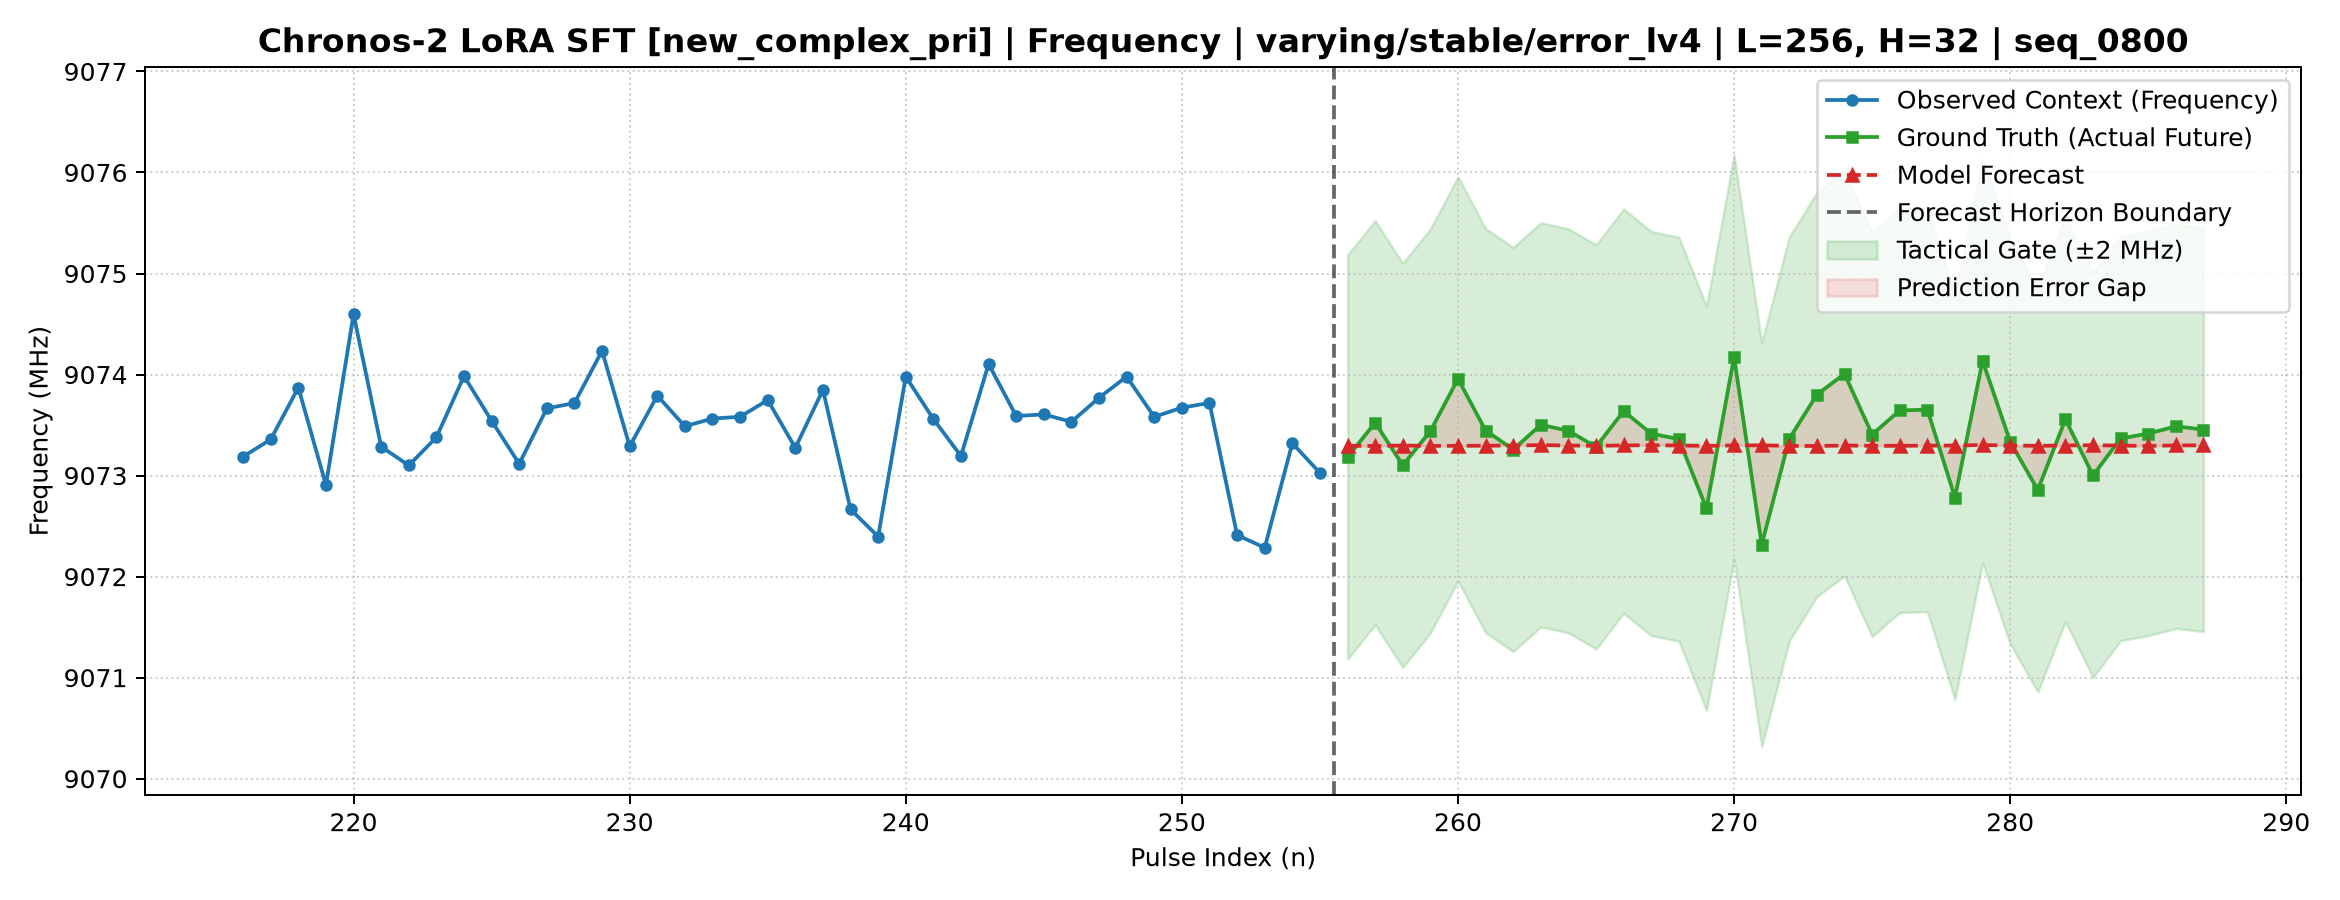 Chronos-2 LoRA SFT [new_complex_pri] | Frequency | varying/stable/error_lv4 | L=256, H=32 | seq_0800
9077
9076
9075
9074
9073
9072
9071
9070
Frequency (MHz)
Observed Context (Frequency)
Ground Truth (Actual Future)
Model Forecast
Forecast Horizon Boundary
Tactical Gate (±2 MHz)
Prediction Error Gap
220 230 240 250 260 270 280 290
Pulse Index (n)